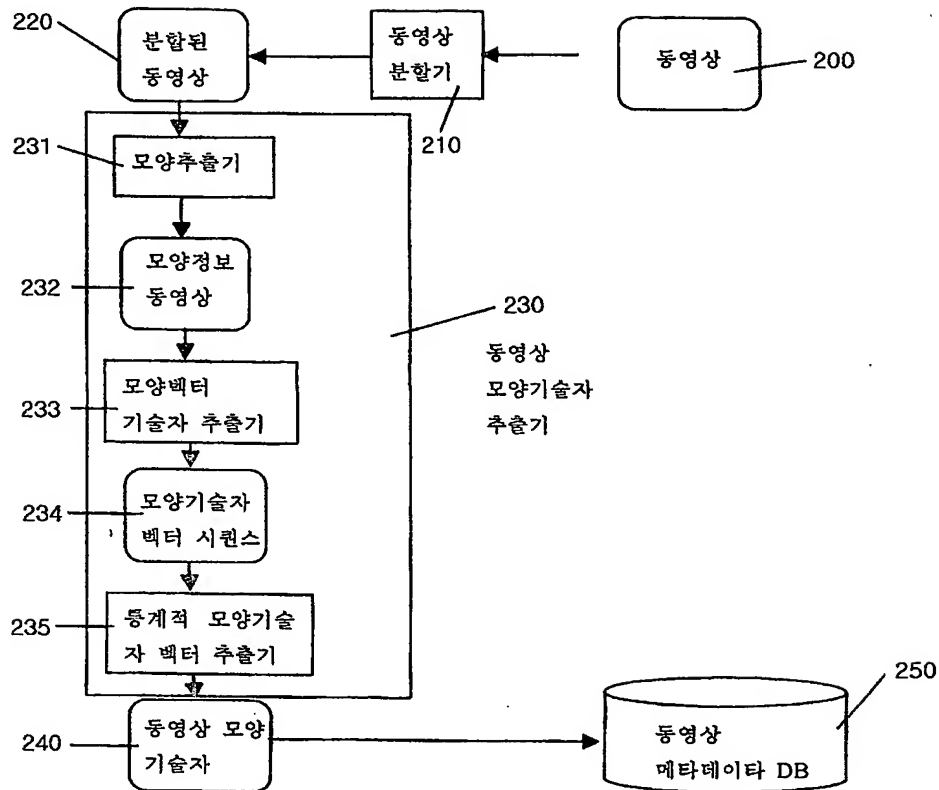 220
분할된
동영상
동영상
분할기
210
동영상
200
231
모양추출기
232
모양정보
동영상
230
동영상
모양기술자
추출기
233
모양벡터
기술자 추출기
234
모양기술자
벡터 시퀀스
235
통계적 모양기술
자 벡터 추출기
240
동영상 모양
기술자
250
동영상
메타데이타 DB